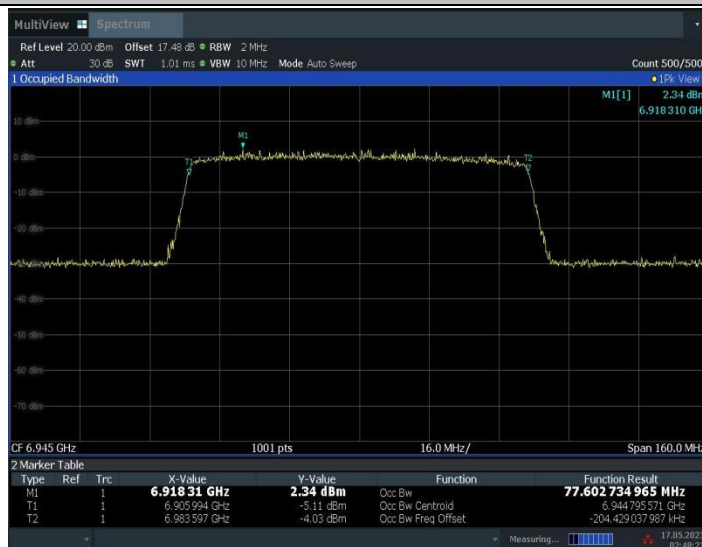 MultiView Spectrum
Ref Level 20.00 dBm Offset 17.48 dB RBW 2 MHz
Att 30 dB SWT 1.01 ms VBW 10 MHz Mode Auto Sweep Count 500/500
1 Occupied Bandwidth 1Pk View
M1[1] 2.34 dBm
6.918310 GHz
10 dBm
M1
0 dBm
T1
T2
-10 dBm
-20 dBm
-40 dBm
-50 dBm
-60 dBm
-70 dBm
CF 6.945 GHz 1001 pts 16.0 MHz/ Span 160.0 MHz
2 Marker Table
Type Ref Trc X-Value Y-Value Function Function Result
M1 1 6.91831 GHz 2.34 dBm Occ Bw 77.602734965 MHz
T1 1 6.905994 GHz -5.11 dBm Occ Bw Centroid 6.944795571 GHz
T2 1 6.983597 GHz -4.03 dBm Occ Bw Freq Offset -204.429037987 kHz
Measuring... 17.05.202